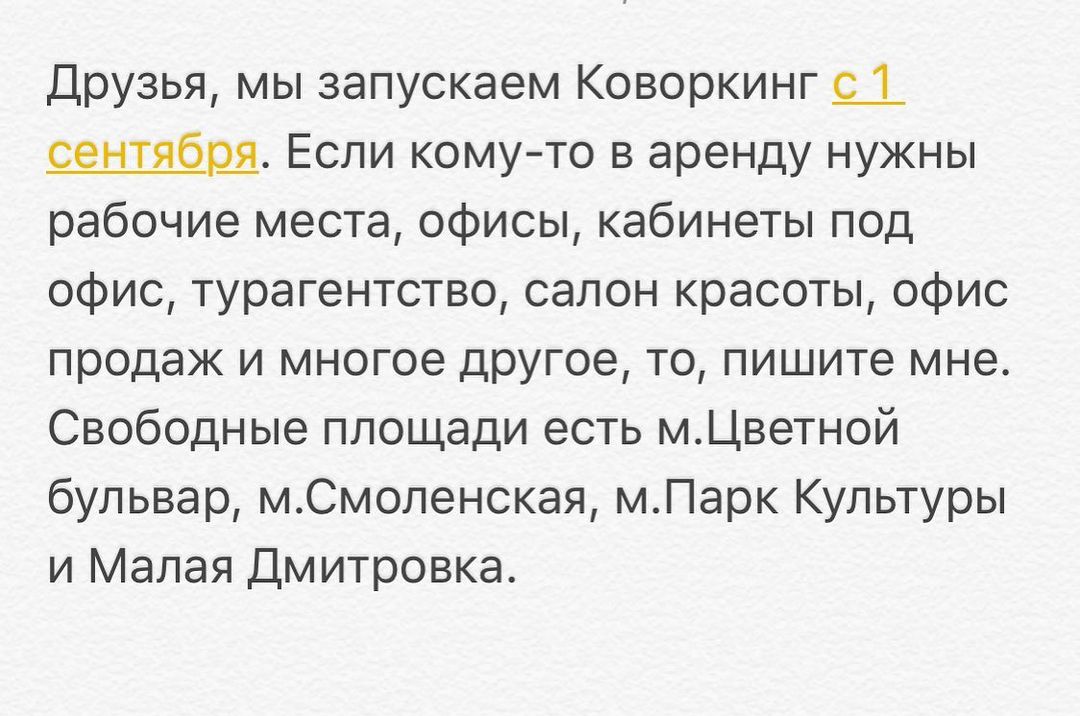 Друзья, мы запускаем Коворкинг с 1
сентября. Если кому-то в аренду нужны
рабочие места, офисы, кабинеты под
офис, турагентство, салон красоты, офис
продаж и многое другое, то, пишите мне.
Свободные площади есть м.Цветной
бульвар, м.Смоленская, м.Парк Культуры
и Малая Дмитровка.